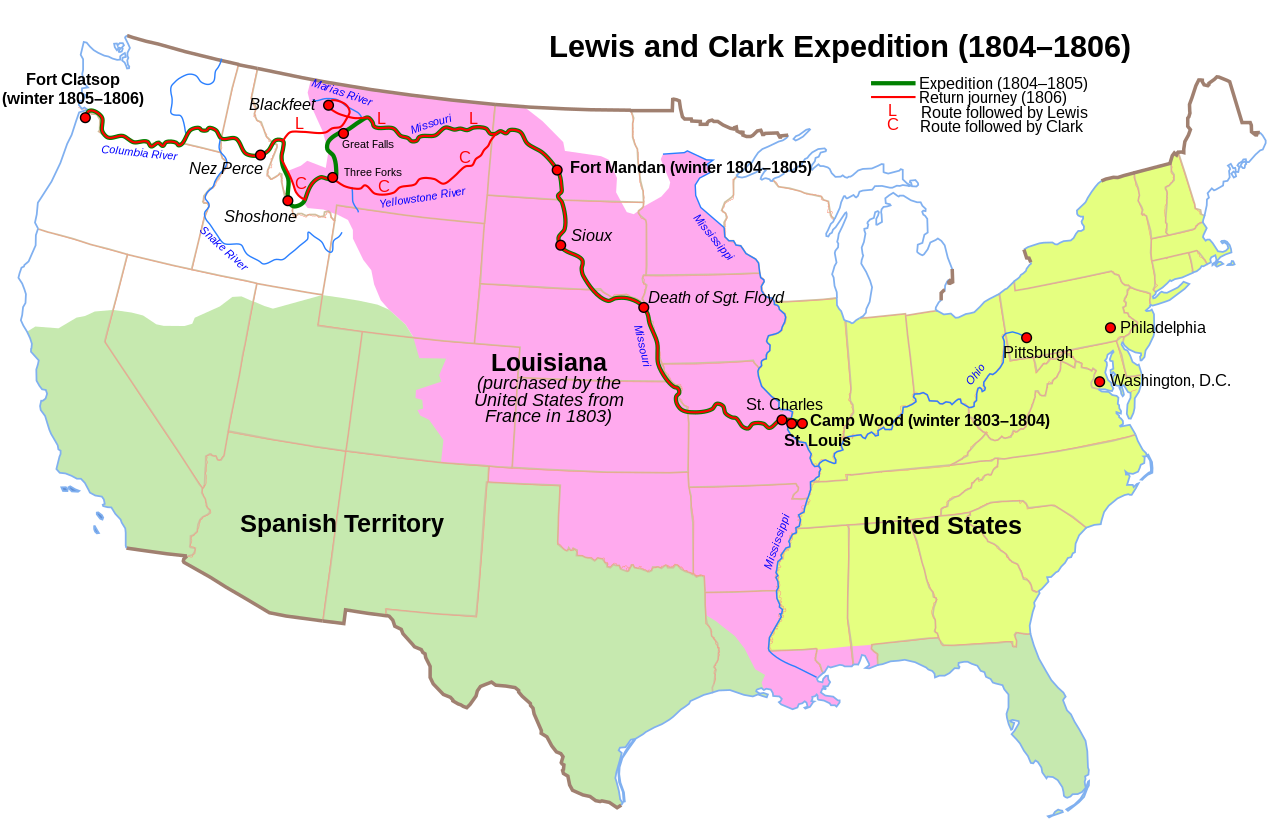 Lewis and Clark Expedition (1804–1806)
Expedition (1804–1805)
Return journey (1806)
L Route followed by Lewis
C Route followed by Clark
Fort Clatsop
(winter 1805–1806)
Marias River
Blackfeet
L
L
Missouri
L
Great Falls
Columbia River
Nez Perce
C
Three Forks
C
C
Yellowstone River
Fort Mandan (winter 1804–1805)
Shoshone
Snake River
Sioux
Mississippi
Death of Sgt. Floyd
Missouri
Philadelphia
Pittsburgh
Ohio
Washington, D.C.
Louisiana
(purchased by the
United States from
France in 1803)
St. Charles
Camp Wood (winter 1803–1804)
St. Louis
Spanish Territory
Mississippi
United States